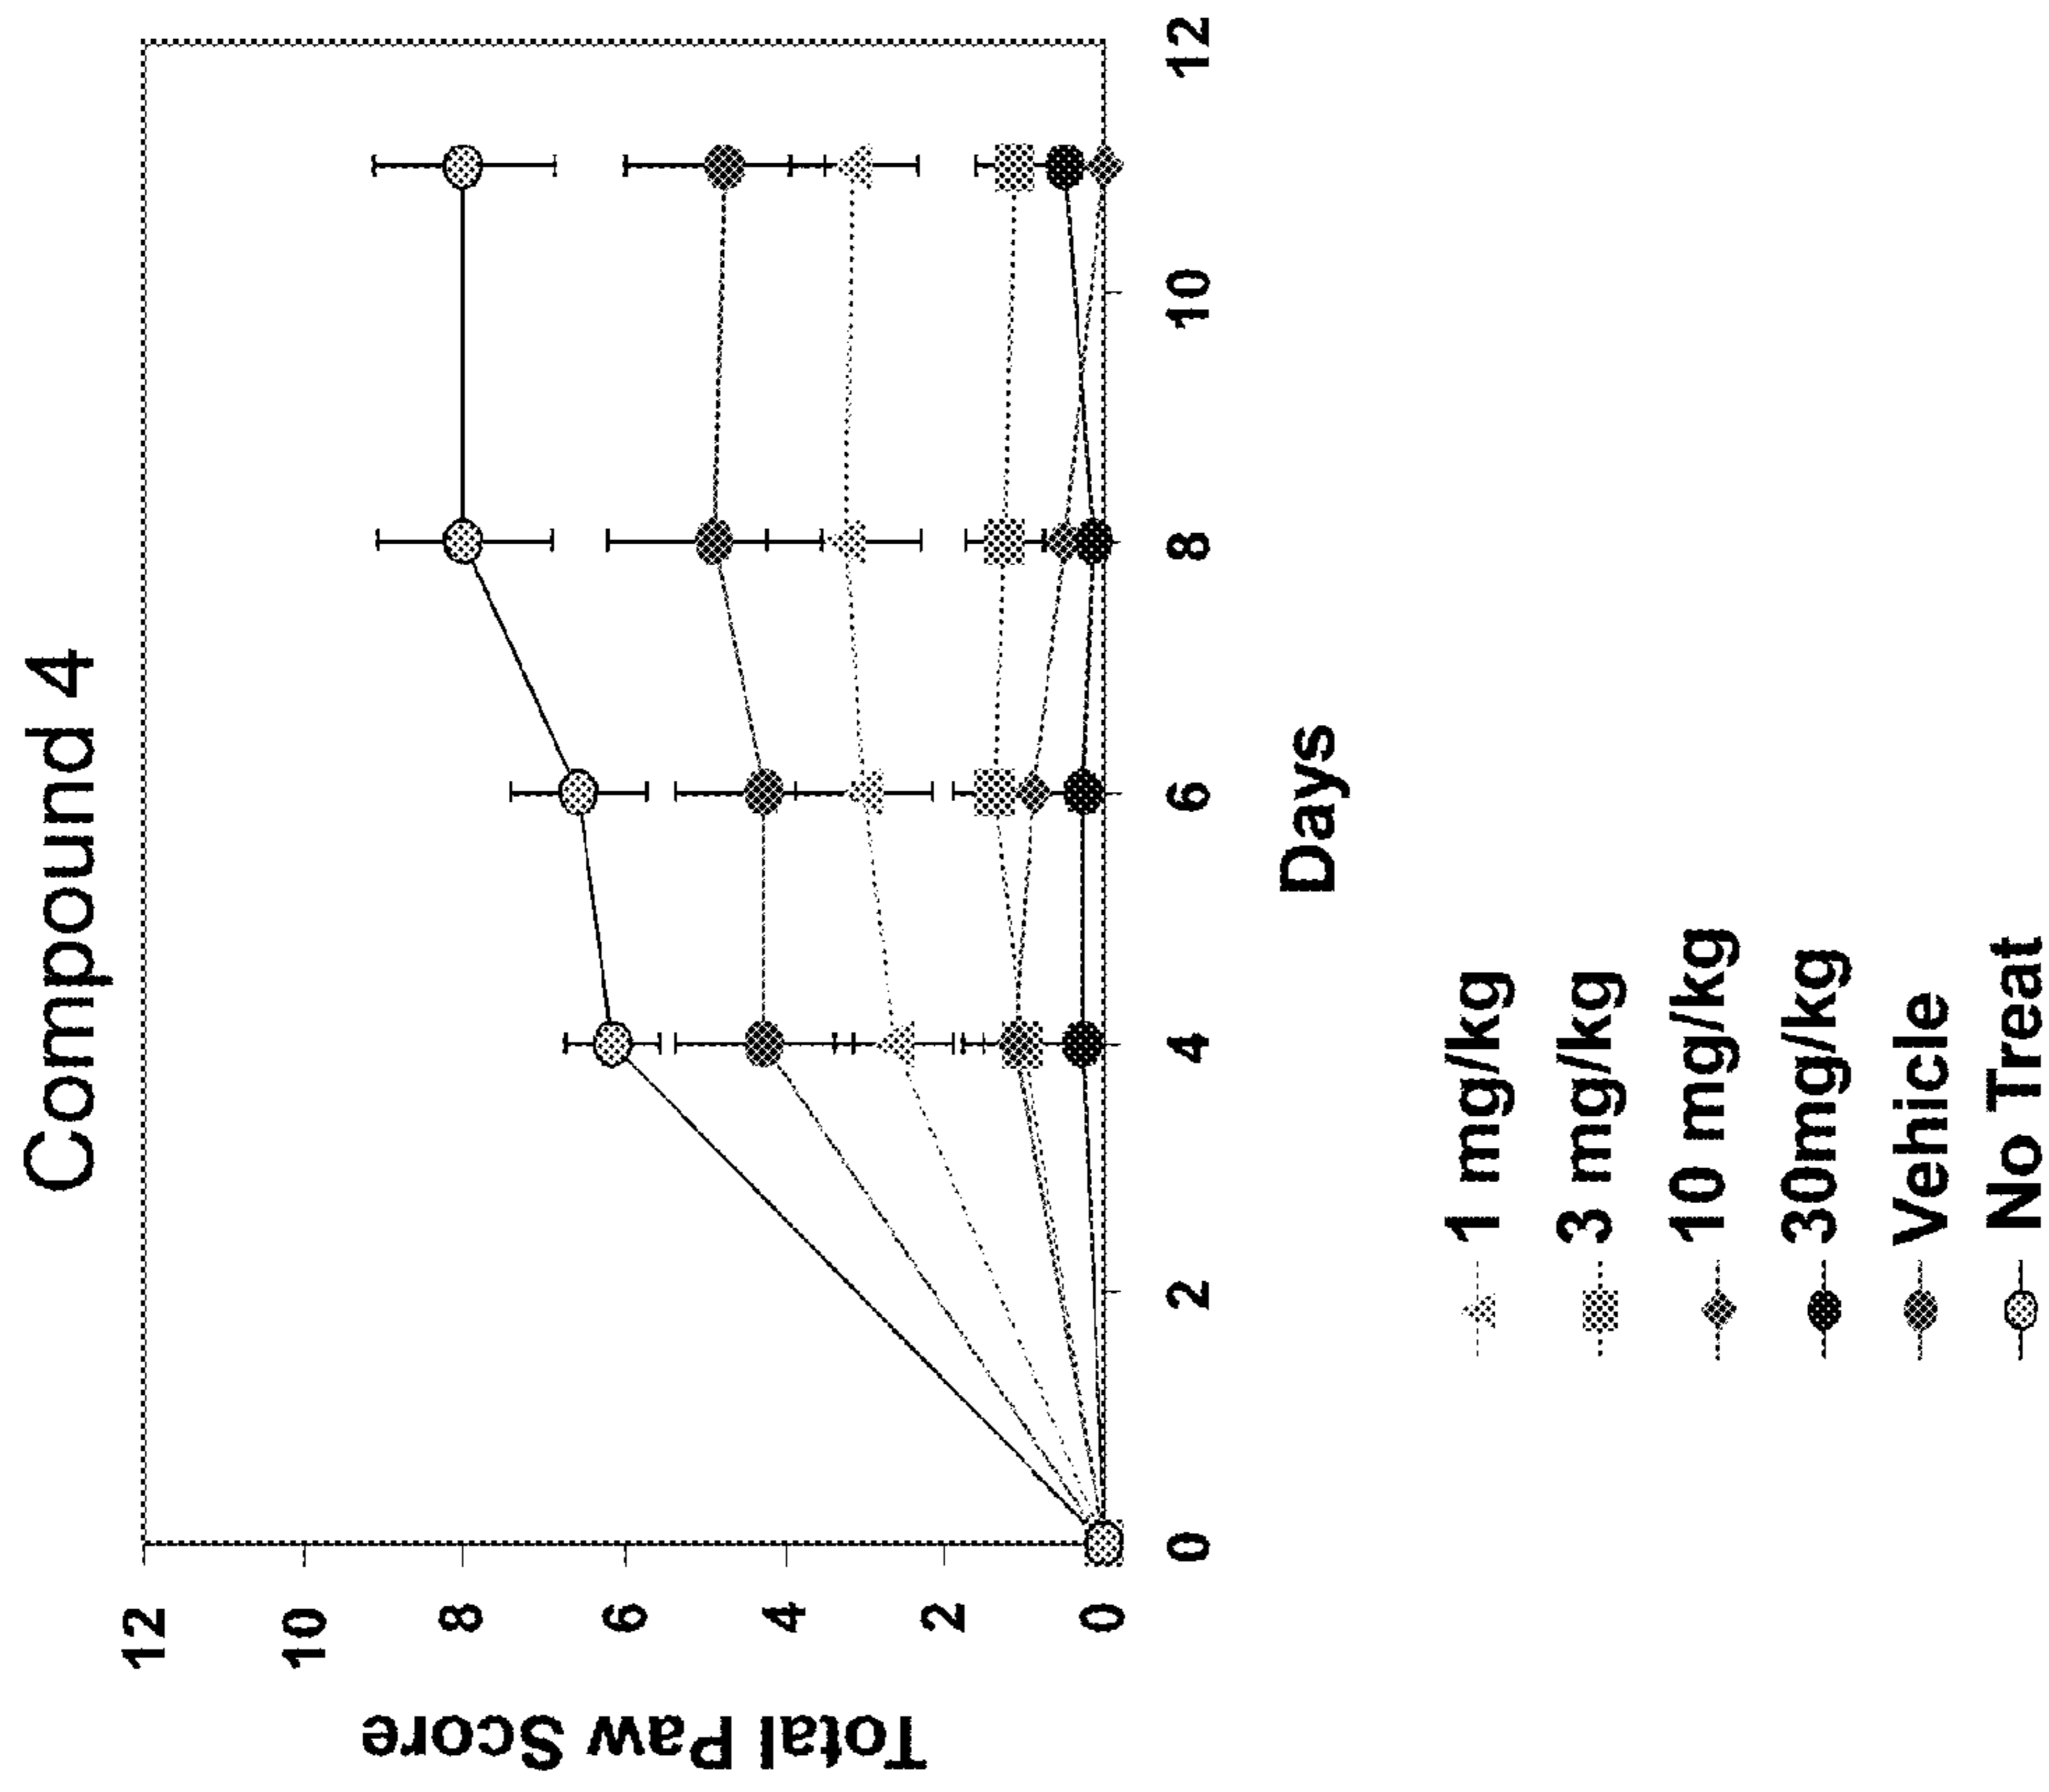 Compound 4
Total Paw Score
12
10
8
6
4
2
0
0
2
4
6
8
10
12
Days
1 mg/kg
3 mg/kg
10 mg/kg
30mg/kg
Vehicle
No Treat